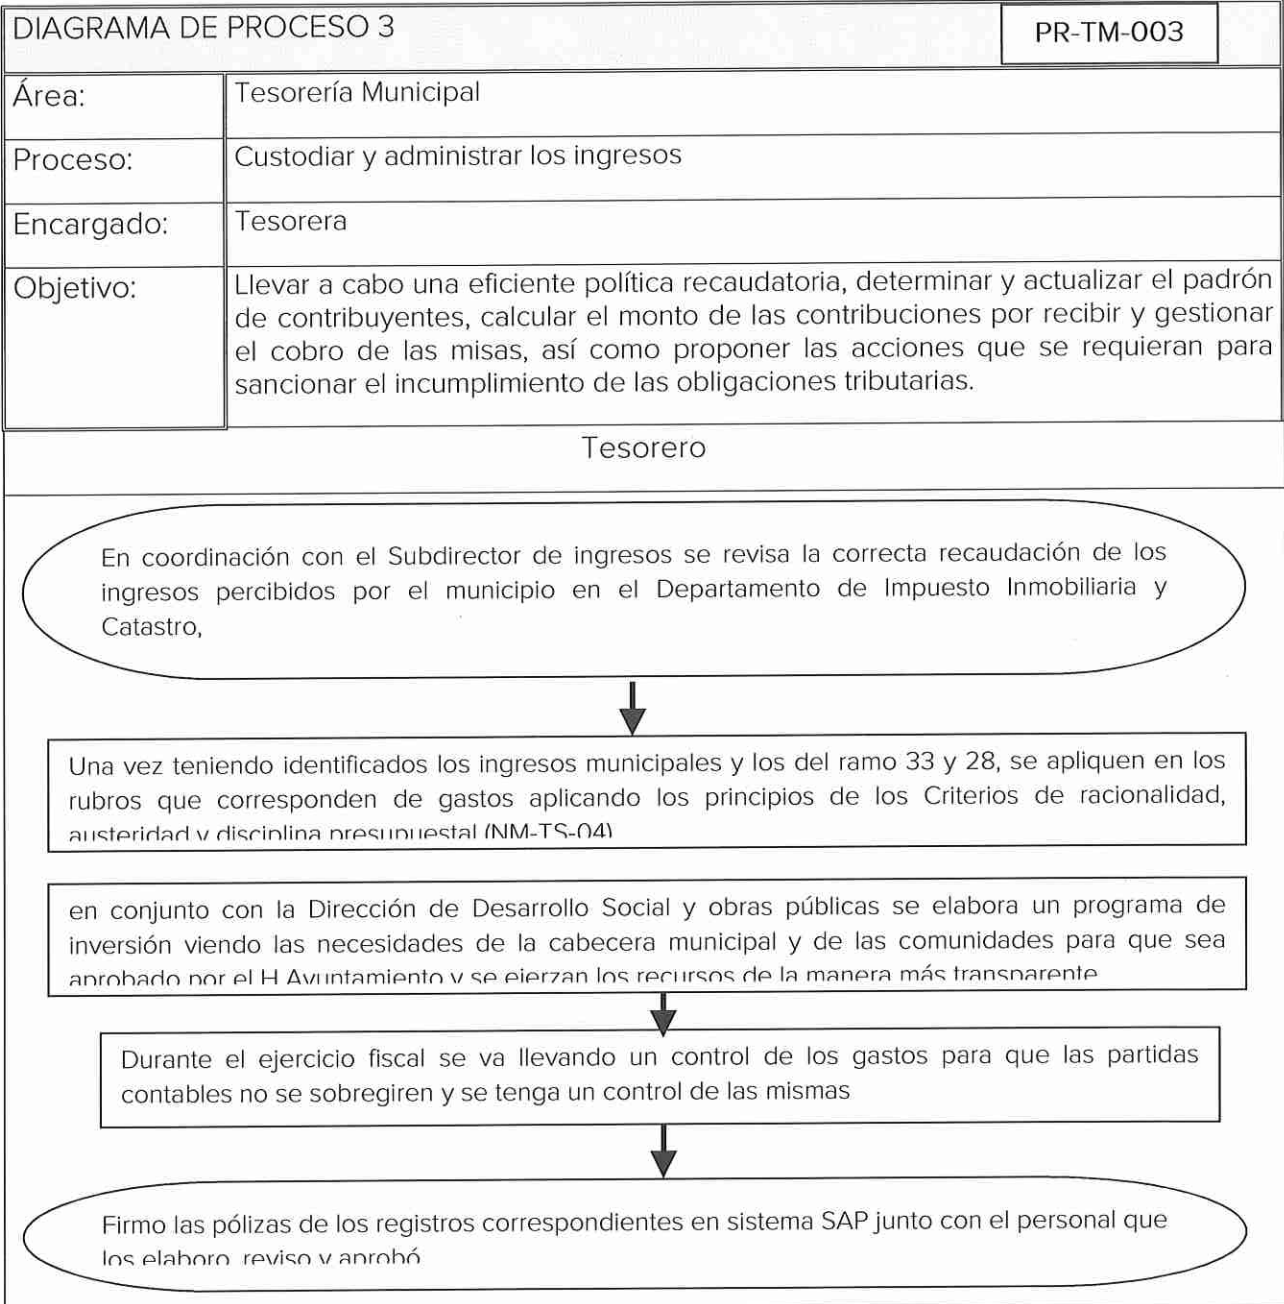 DIAGRAMA DE PROCESO 3
PR-TM-003
Área:
Tesorería Municipal
Proceso:
Custodiar y administrar los ingresos
Encargado:
Tesorera
Objetivo:
Llevar a cabo una eficiente política recaudatoria, determinar y actualizar el padrón
de contribuyentes, calcular el monto de las contribuciones por recibir y gestionar
el cobro de las misas, así como proponer las acciones que se requieran para
sancionar el incumplimiento de las obligaciones tributarias.
Tesorero
En coordinación con el Subdirector de ingresos se revisa la correcta recaudación de los
ingresos percibidos por el municipio en el Departamento de Impuesto Inmobiliaria y
Catastro,
Una vez teniendo identificados los ingresos municipales y los del ramo 33 y 28, se apliquen en los
rubros que corresponden de gastos aplicando los principios de los Criterios de racionalidad,
austeridad y disciplina presupuestal (NM-TS-04)
en conjunto con la Dirección de Desarrollo Social y obras públicas se elabora un programa de
inversión viendo las necesidades de la cabecera municipal y de las comunidades para que sea
aprobado por el H Ayuntamiento y se ejerzan los recursos de la manera más transparente
Durante el ejercicio fiscal se va llevando un control de los gastos para que las partidas
contables no se sobregiren y se tenga un control de las mismas
Firmo las pólizas de los registros correspondientes en sistema SAP junto con el personal que
los elaboro, reviso y aprobó